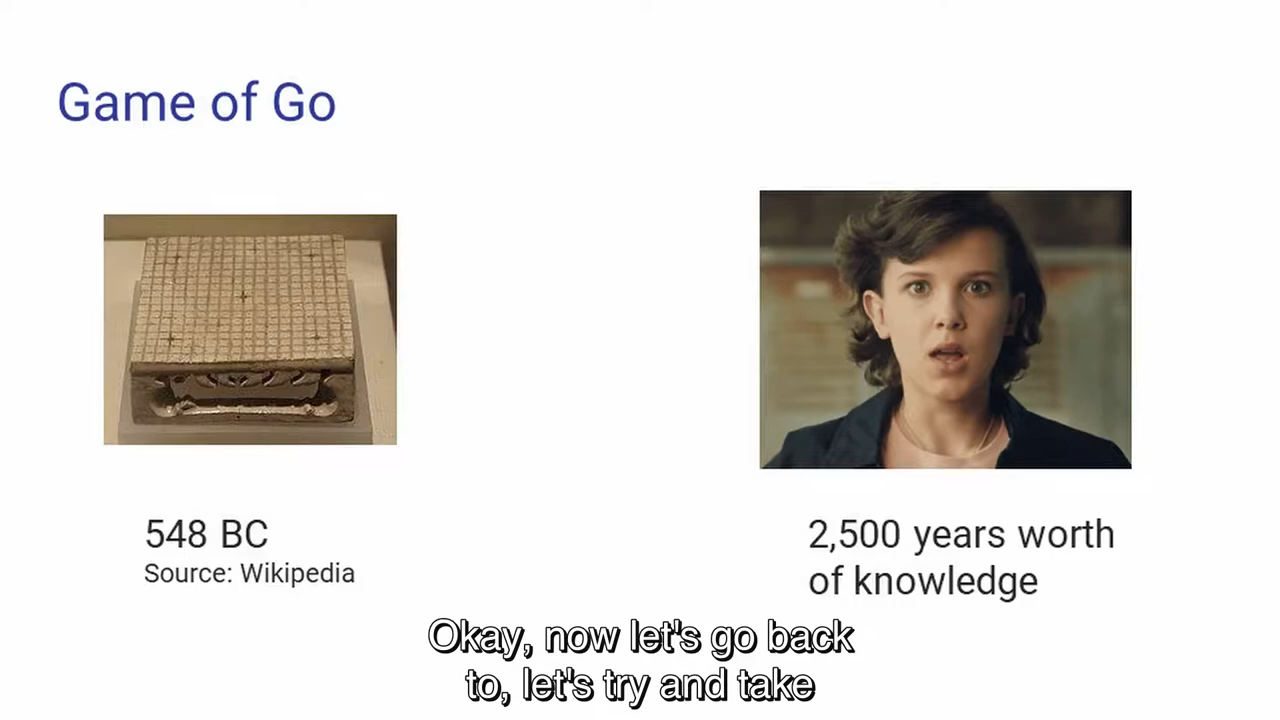 Game of Go
548 BC
Source: Wikipedia
2,500 years worth
of knowledge
Okay, now let's go back
to, let's try and take